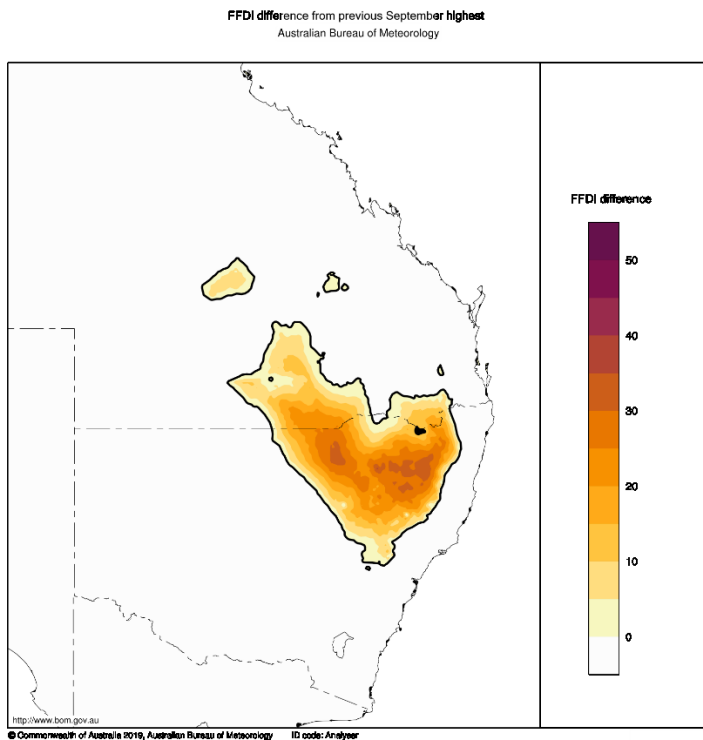 FFDI difference from previous September highest
Australian Bureau of Meteorology
FFDI difference
50
40
30
20
10
0
http://www.bom.gov.au
© Commonwealth of Australia 2019, Australian Bureau of Meteorology ID code: Analyser